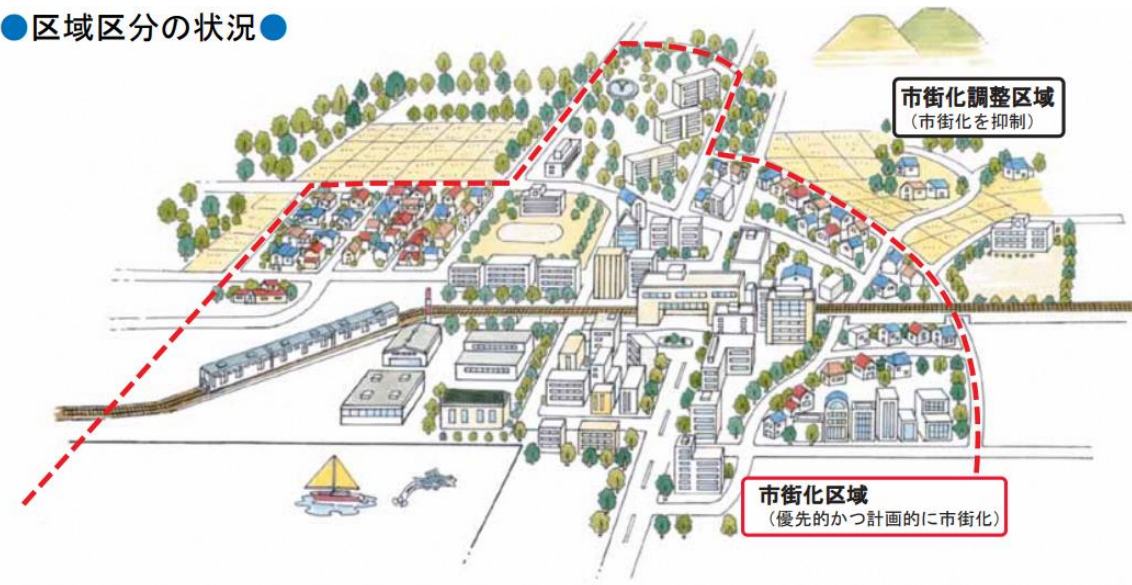 ●区域区分の状況●
市街化調整区域
（市街化を抑制）
市街化区域
（優先的かつ計画的に市街化）